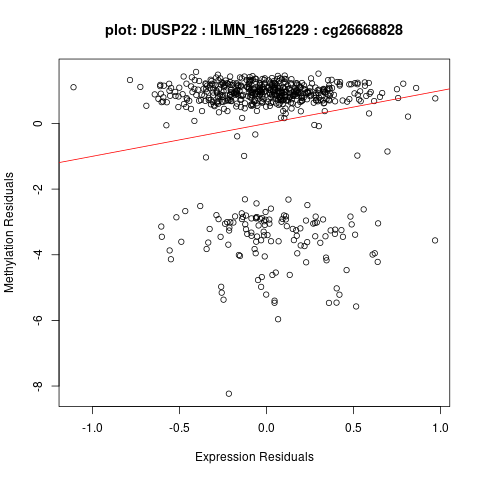 plot: DUSP22 : ILMN_1651229 : cg26668828
0
-2
-4
-6
-8
Methylation Residuals
-1.0 -0.5 0.0 0.5 1.0
Expression Residuals